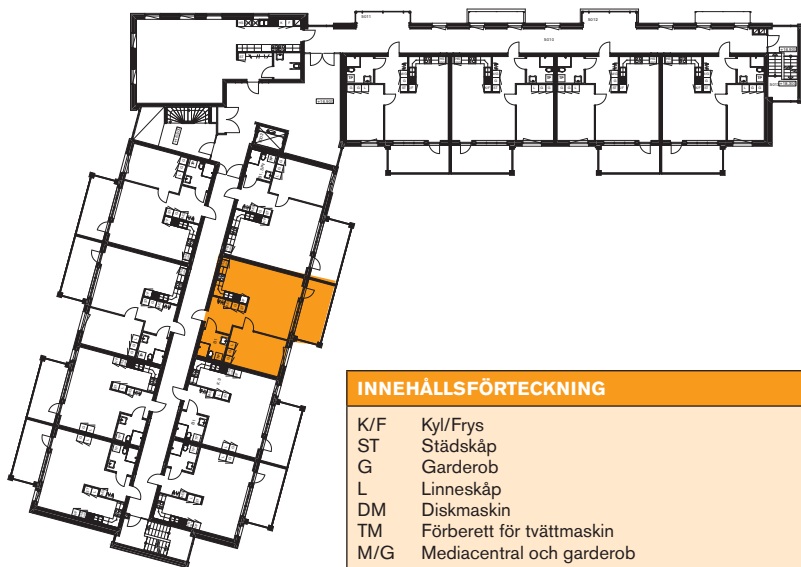 INNEHÅLLSFÖRTECKNING
K/F Kyl/Frys
ST Städskåp
G Garderob
L Linneskåp
DM Diskmaskin
TM Förberett för tvättmaskin
M/G Mediacentral och garderob